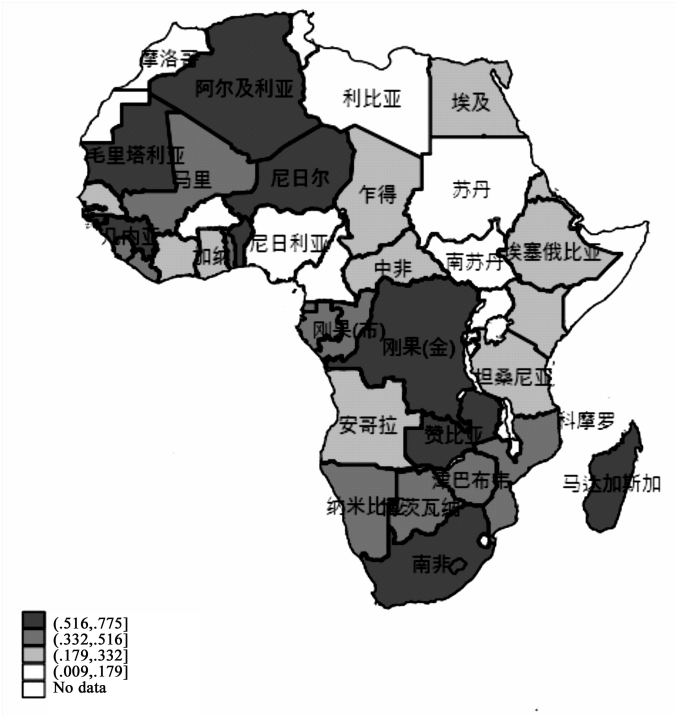 摩洛哥
阿尔及利亚
利比亚
埃及
毛里塔利亚
马里
尼日尔
乍得
苏丹
几内亚
加纳
尼日利亚
中非
南苏丹
埃塞俄比亚
刚果(布)
刚果(金)
坦桑尼亚
安哥拉
赞比亚
科摩罗
纳米比亚
博茨瓦纳
津巴布韦
马达加斯加
南非
(.516,.775]
(.332,.516]
(.179,.332]
(.009,.179]
No data